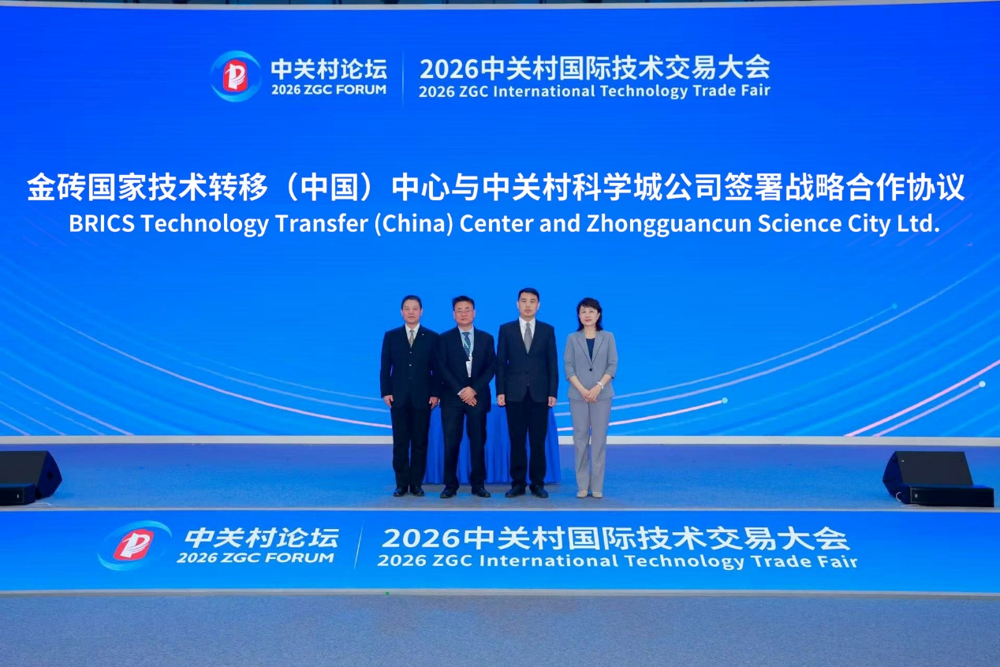 中关村论坛
2026 ZGC FORUM
2026中关村国际技术交易大会
2026 ZGC International Technology Trade Fair
金砖国家技术转移（中国）中心与中关村科学城公司签署战略合作协议
BRICS Technology Transfer (China) Center and Zhongguancun Science City Ltd.
中关村论坛
2026 ZGC FORUM
2026中关村国际技术交易大会
2026 ZGC International Technology Trade Fair